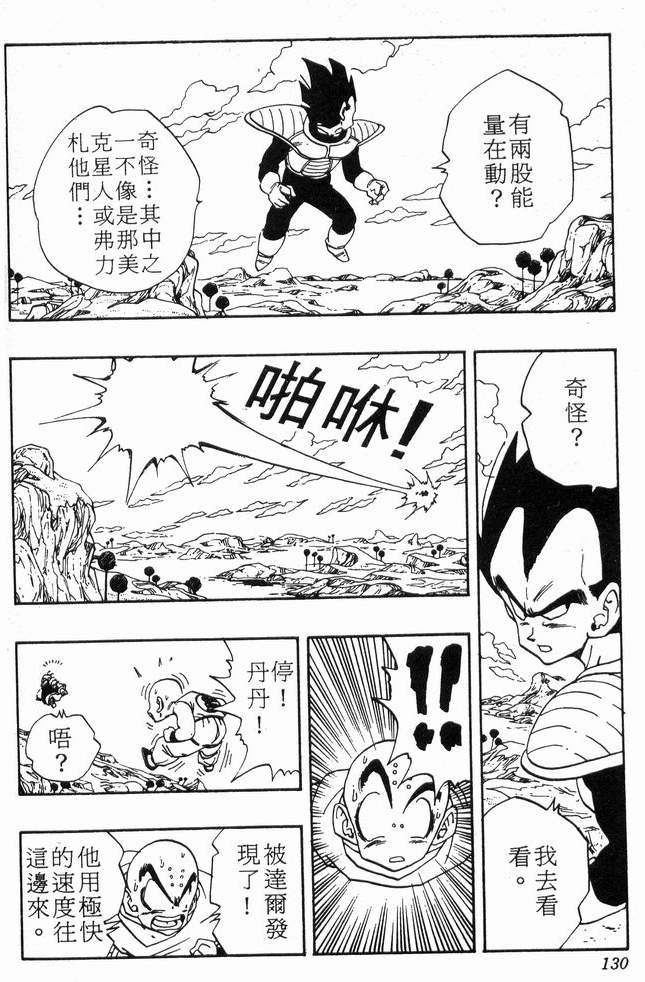 有兩股能
量在動？
奇怪…其中之
一不像是那美
克星人或弗力
札他們…
奇怪？
我去看
看。
啪咻！
！！
停！
丹丹！
唔？
被達爾發
現了！
他用極快
的速度往
這邊來。
130